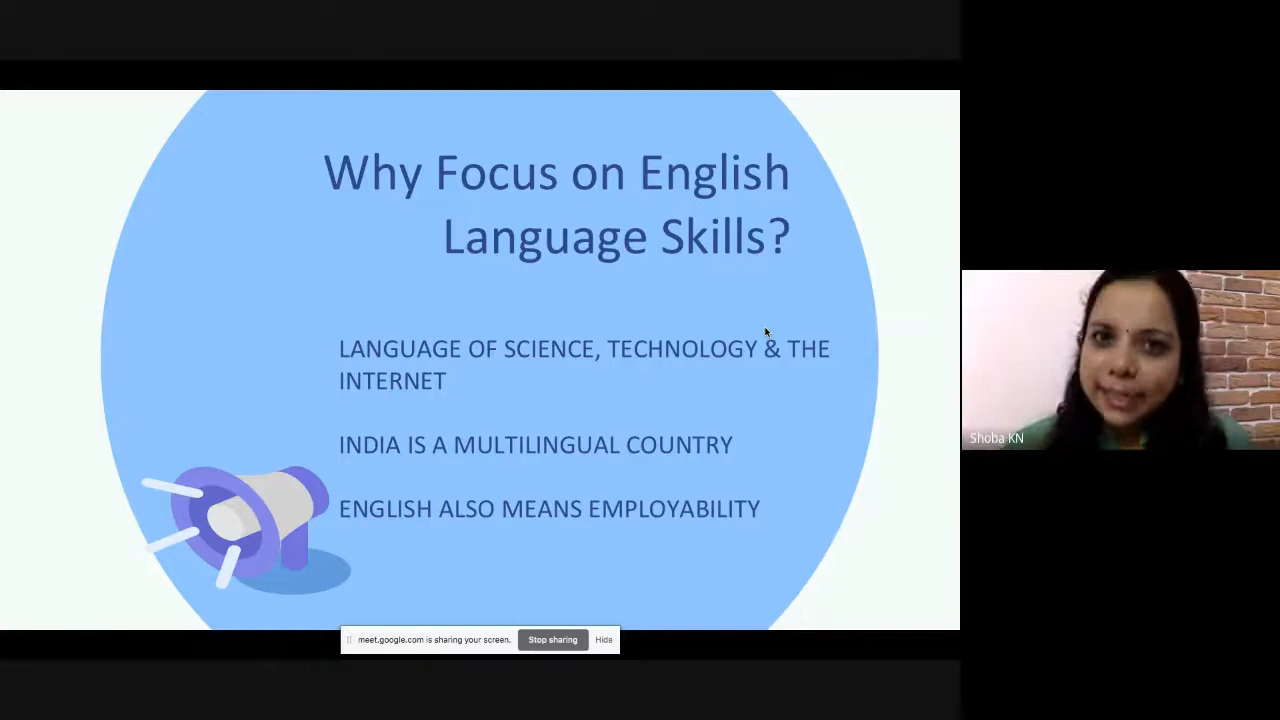 Why Focus on English
Language Skills?
LANGUAGE OF SCIENCE, TECHNOLOGY & THE
INTERNET
INDIA IS A MULTILINGUAL COUNTRY
ENGLISH ALSO MEANS EMPLOYABILITY
Shoba KN
meet.google.com is sharing your screen. Stop sharing Hide